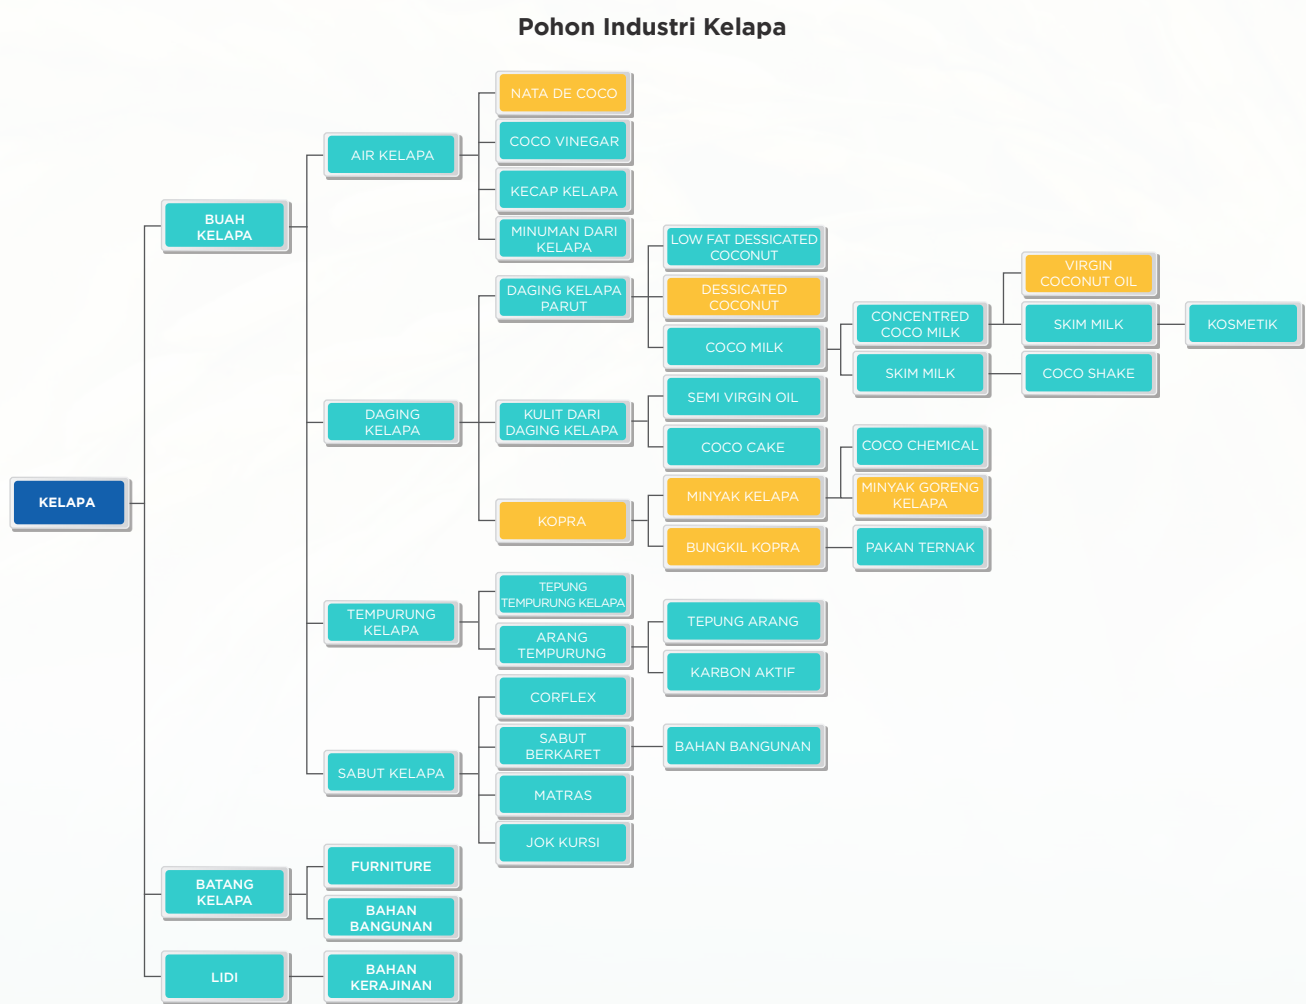 Pohon Industri Kelapa
KELAPA
BUAH
KELAPA
AIR KELAPA
NATA DE COCO
COCO VINEGAR
KECAP KELAPA
MINUMAN DARI
KELAPA
DAGING
KELAPA
DAGING KELAPA
PARUT
LOW FAT DESSICATED
COCONUT
DESSICATED
COCONUT
COCO MILK
CONCENTRED
COCO MILK
VIRGIN
COCONUT OIL
SKIM MILK
KOSMETIK
SKIM MILK
COCO SHAKE
KULIT DARI
DAGING KELAPA
SEMI VIRGIN OIL
COCO CAKE
KOPRA
MINYAK KELAPA
COCO CHEMICAL
MINYAK GORENG
KELAPA
BUNGKIL KOPRA
PAKAN TERNAK
TEMPURUNG
KELAPA
TEPUNG
TEMPURUNG KELAPA
ARANG
TEMPURUNG
TEPUNG ARANG
KARBON AKTIF
SABUT KELAPA
CORFLEX
SABUT
BERKARET
BAHAN BANGUNAN
MATRAS
JOK KURSI
BATANG
KELAPA
FURNITURE
BAHAN
BANGUNAN
LIDI
BAHAN
KERAJINAN